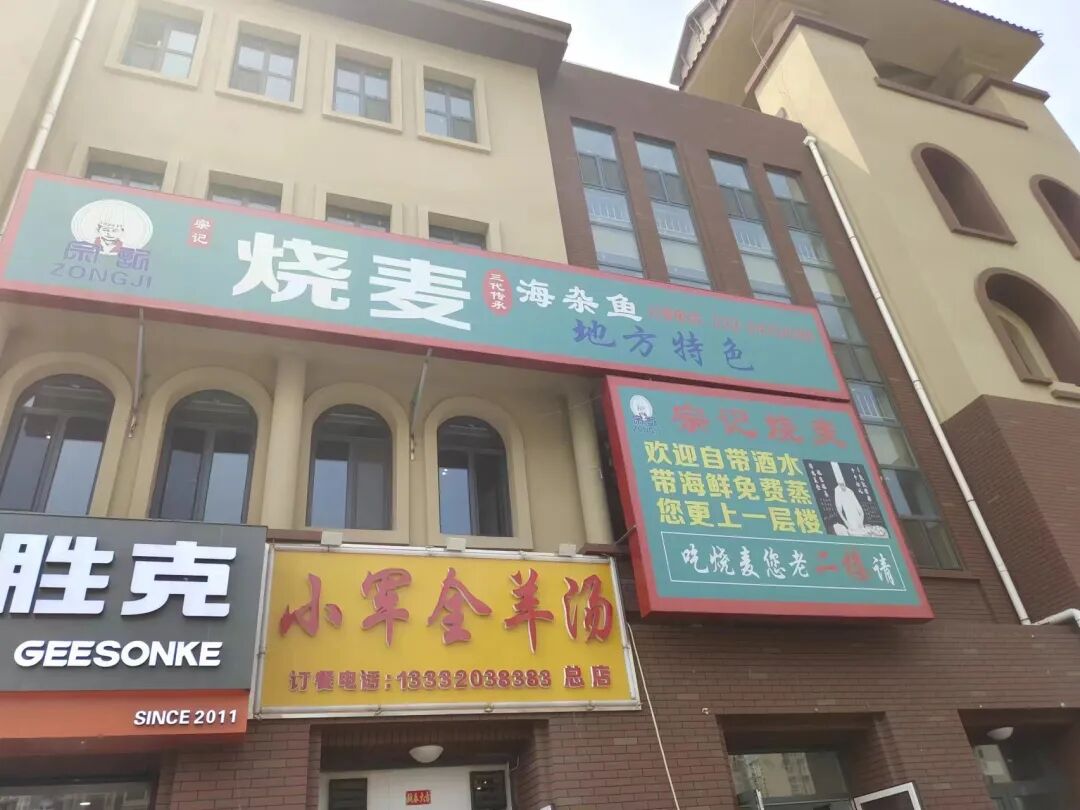 宗记
ZONGJI
宗记
烧麦
三代传承
海杂鱼
地方特色
ZONGJI
宗记烧麦
欢迎自带酒水
带海鲜免费蒸
您更上一层楼
吃烧麦您老二楼请
胜克
GEESONKE
SINCE 2011
小罕全羊汤
订餐电话:13332038383 总店